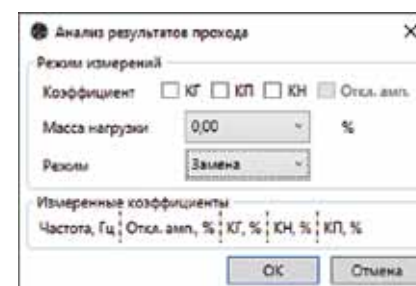 Анализ результатов прохода
Режим измерений
Коэффициент КГ КП КН Откл. амп.
Масса нагрузки 0,00 %
Режим Замена
Измеренные коэффициенты
Частота, Гц Откл. амп., % КГ, % КН, % КП, %
ОК Отмена